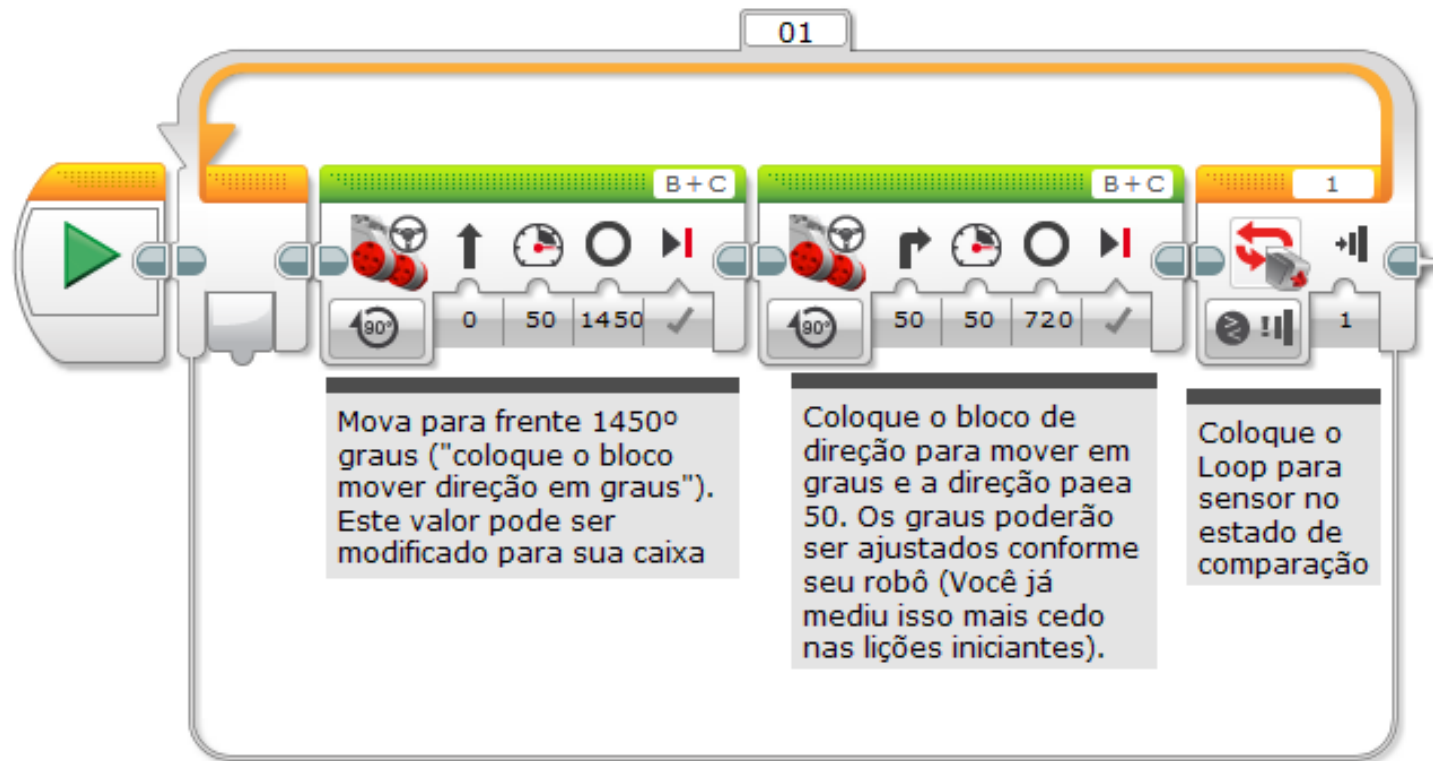 01
B + C
B + C
1
0 50 1450
50 50 720
1
90°
90°
Mova para frente 1450º
graus ("coloque o bloco
mover direção em graus").
Este valor pode ser
modificado para sua caixa
Coloque o bloco de
direção para mover em
graus e a direção paea
50. Os graus poderão
ser ajustados conforme
seu robô (Você já
mediu isso mais cedo
nas lições iniciantes).
Coloque o
Loop para
sensor no
estado de
comparação